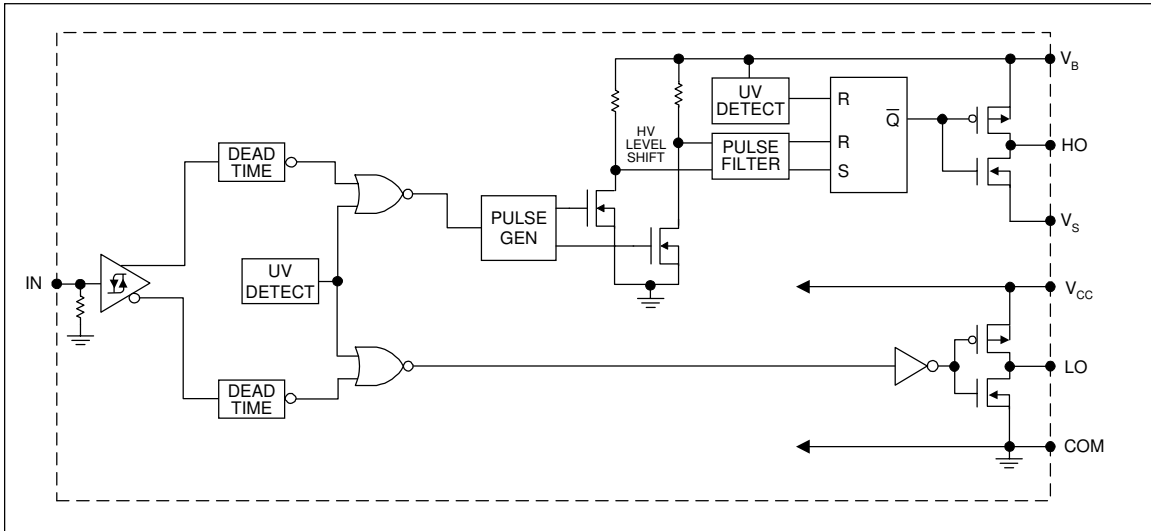 V_B
UV
DETECT
R
Q̅
HV
LEVEL
SHIFT
R
PULSE
FILTER
S
HO
DEAD
TIME
PULSE
GEN
V_S
IN
UV
DETECT
V_CC
LO
DEAD
TIME
COM